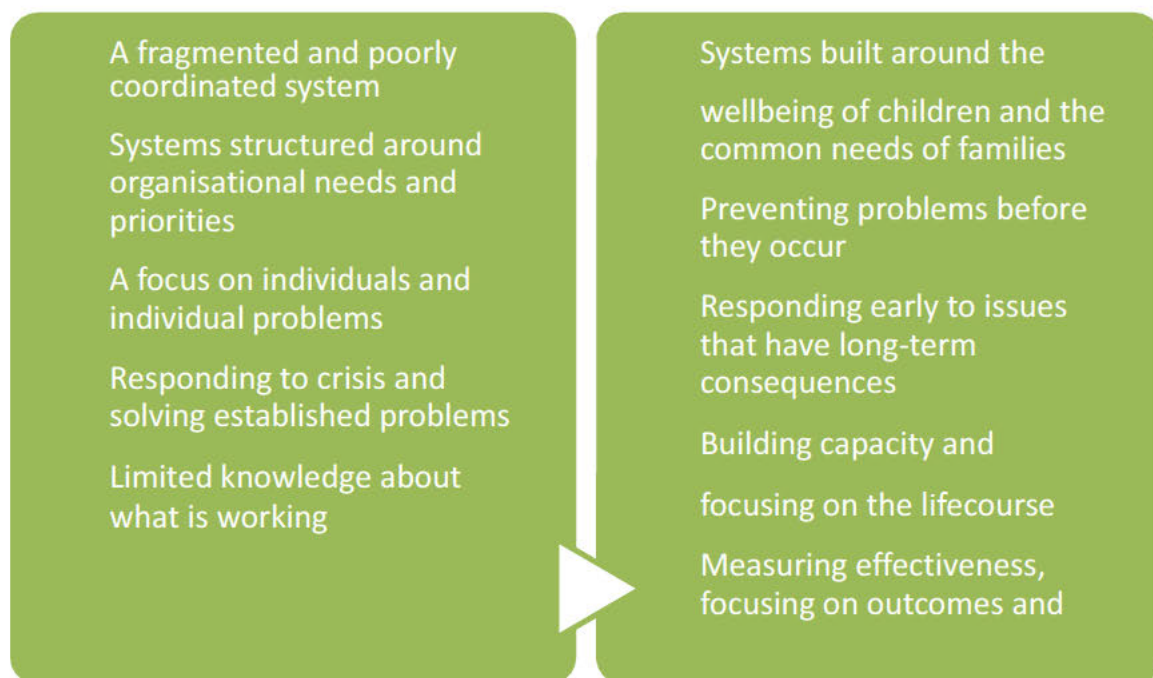 A fragmented and poorly
coordinated system
Systems structured around
organisational needs and
priorities
A focus on individuals and
individual problems
Responding to crisis and
solving established problems
Limited knowledge about
what is working
Systems built around the
wellbeing of children and the
common needs of families
Preventing problems before
they occur
Responding early to issues
that have long-term
consequences
Building capacity and
focusing on the lifecourse
Measuring effectiveness,
focusing on outcomes and